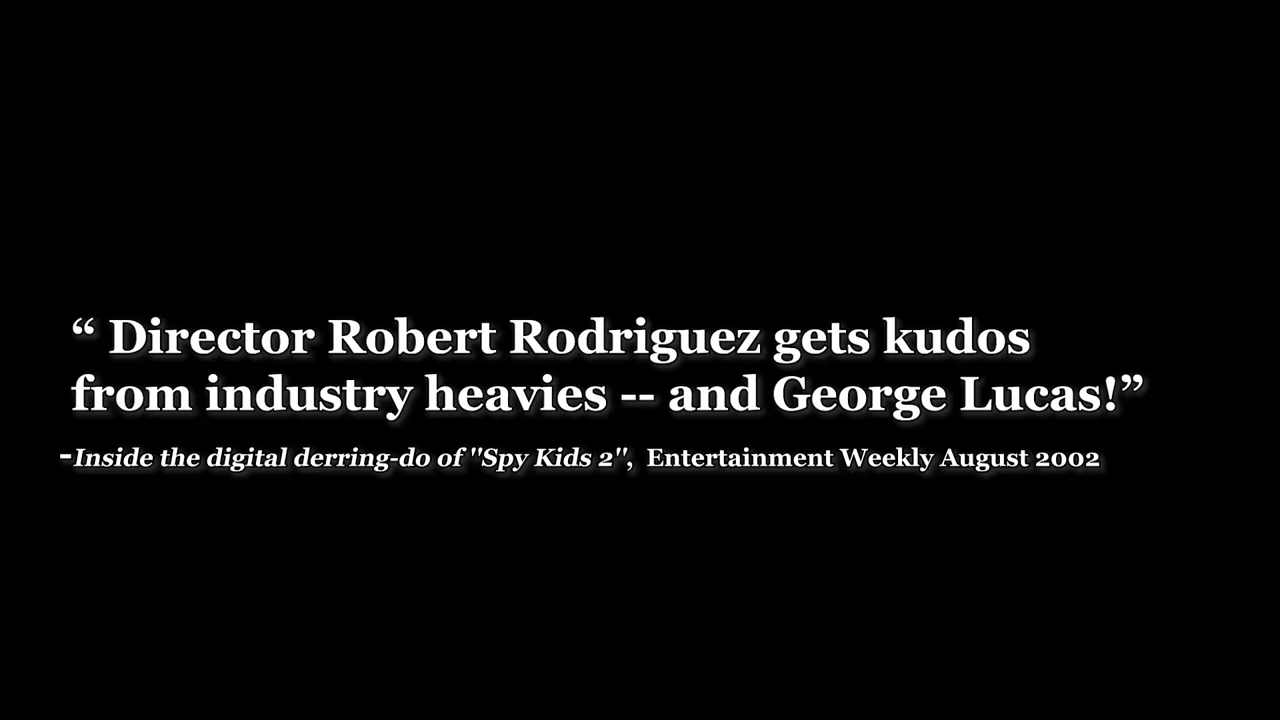 “ Director Robert Rodriguez gets kudos
from industry heavies -- and George Lucas!”
-Inside the digital derring-do of "Spy Kids 2",  Entertainment Weekly August 2002